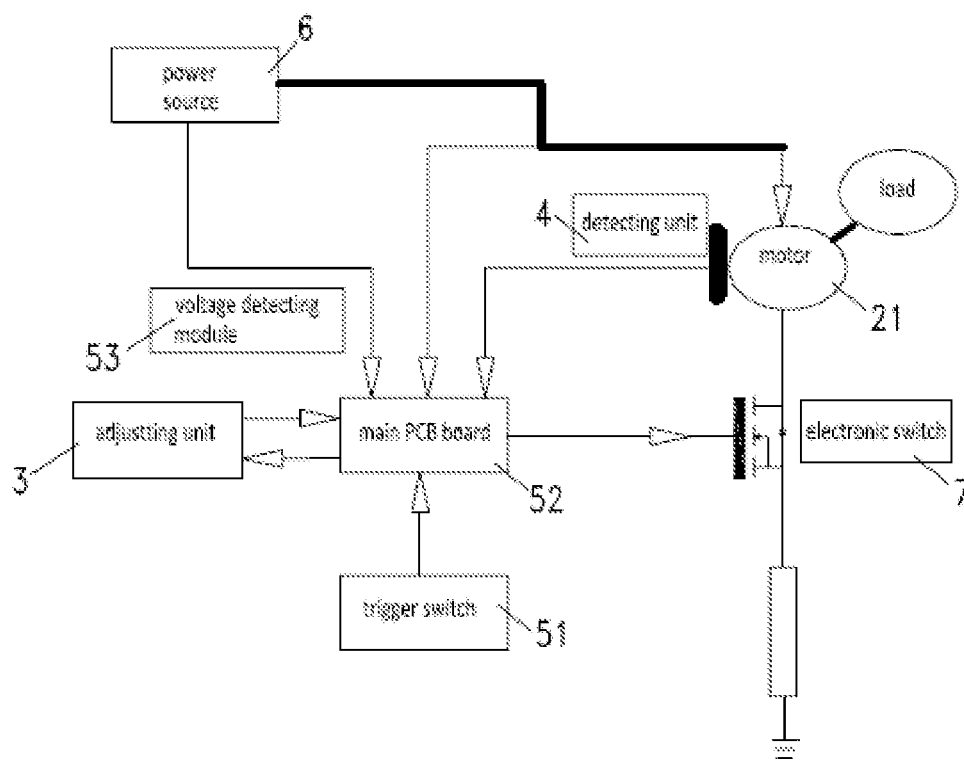 6
power
source
4
detecting unit
load
motor
21
voltage detecting
module
53
adjustting unit
3
main PCB board
52
electronic switch
7
trigger switch
51